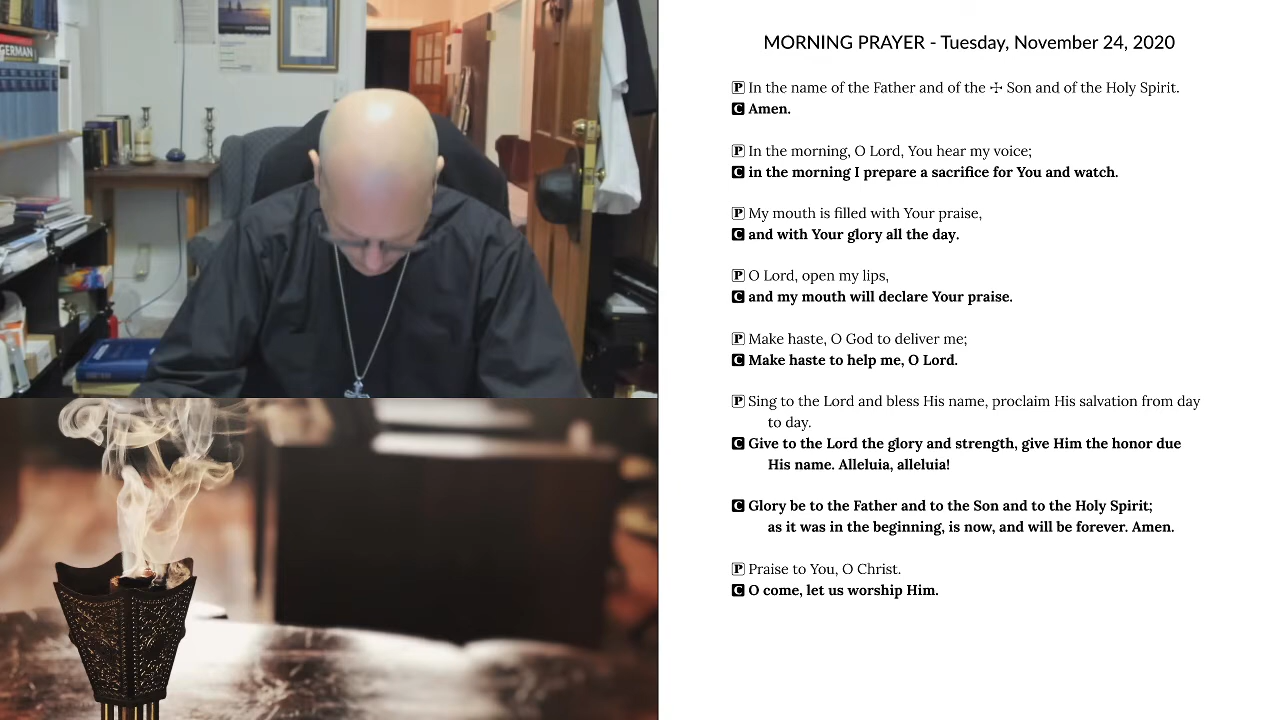 GERMAN
MORNING PRAYER - Tuesday, November 24, 2020
P In the name of the Father and of the ☩ Son and of the Holy Spirit.
C Amen.
P In the morning, O Lord, You hear my voice;
C in the morning I prepare a sacrifice for You and watch.
P My mouth is filled with Your praise,
C and with Your glory all the day.
P O Lord, open my lips,
C and my mouth will declare Your praise.
P Make haste, O God to deliver me;
C Make haste to help me, O Lord.
P Sing to the Lord and bless His name, proclaim His salvation from day
to day.
C Give to the Lord the glory and strength, give Him the honor due
His name. Alleluia, alleluia!
C Glory be to the Father and to the Son and to the Holy Spirit;
as it was in the beginning, is now, and will be forever. Amen.
P Praise to You, O Christ.
C O come, let us worship Him.